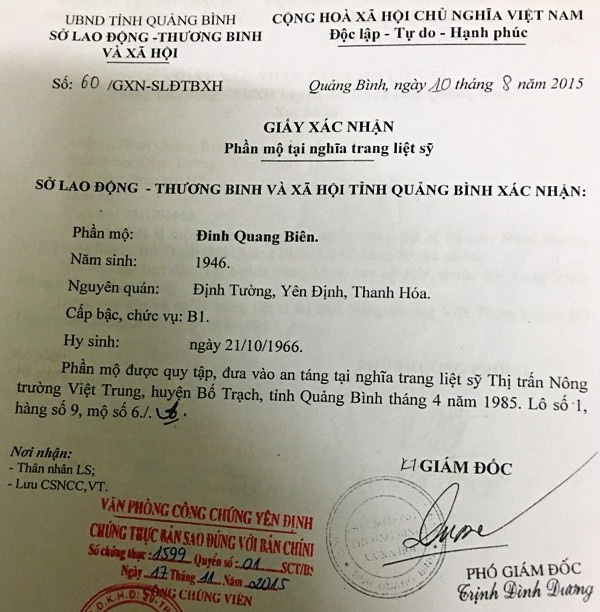 UBND TỈNH QUẢNG BÌNH
SỞ LAO ĐỘNG -THƯƠNG BINH
VÀ XÃ HỘI
CỘNG HOÀ XÃ HỘI CHỦ NGHĨA VIỆT NAM
Độc lập - Tự do - Hạnh phúc
Số: 60 /GXN-SLĐTBXH
Quảng Bình, ngày 10 tháng 8 năm 2015
GIẤY XÁC NHẬN
Phần mộ tại nghĩa trang liệt sỹ
SỞ LAO ĐỘNG - THƯƠNG BINH VÀ XÃ HỘI TỈNH QUẢNG BÌNH XÁC NHẬN:
Phần mộ: Đinh Quang Biên.
Năm sinh: 1946.
Nguyên quán: Định Tường, Yên Định, Thanh Hóa.
Cấp bậc, chức vụ: B1.
Hy sinh: ngày 21/10/1966.
Phần mộ được quy tập, đưa vào an táng tại nghĩa trang liệt sỹ Thị trấn Nông
trường Việt Trung, huyện Bố Trạch, tỉnh Quảng Bình tháng 4 năm 1985. Lô số 1,
hàng số 9, mộ số 6./.
Nơi nhận:
- Thân nhân LS;
- Lưu CSNCC,VT.
KT GIÁM ĐỐC
PHÓ GIÁM ĐỐC
Trịnh Đình Dương
VĂN PHÒNG CÔNG CHỨNG YÊN ĐỊNH
CHỨNG THỰC BẢN SAO ĐÚNG VỚI BẢN CHÍNH
Số chứng thực: 1599 Quyển số: 01 SCT/BS
Ngày 17 Tháng 11 Năm 2015
CÔNG CHỨNG VIÊN